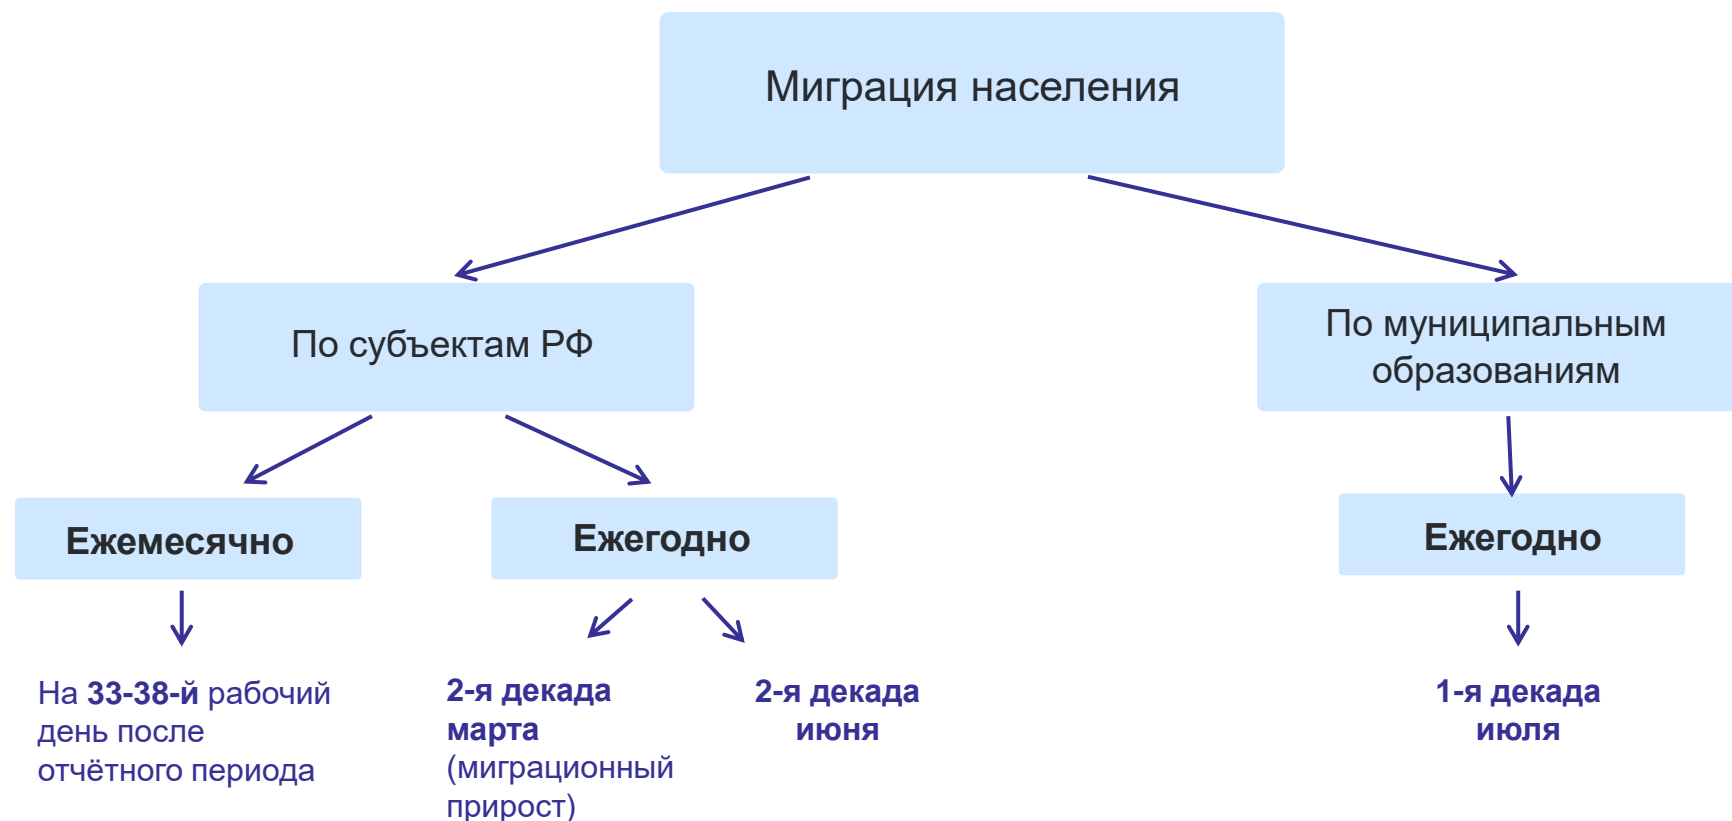 Миграция населения
По субъектам РФ
По муниципальным
образованиям
Ежемесячно
Ежегодно
Ежегодно
На 33-38-й рабочий
день после
отчётного периода
2-я декада
марта
(миграционный
прирост)
2-я декада
июня
1-я декада
июля